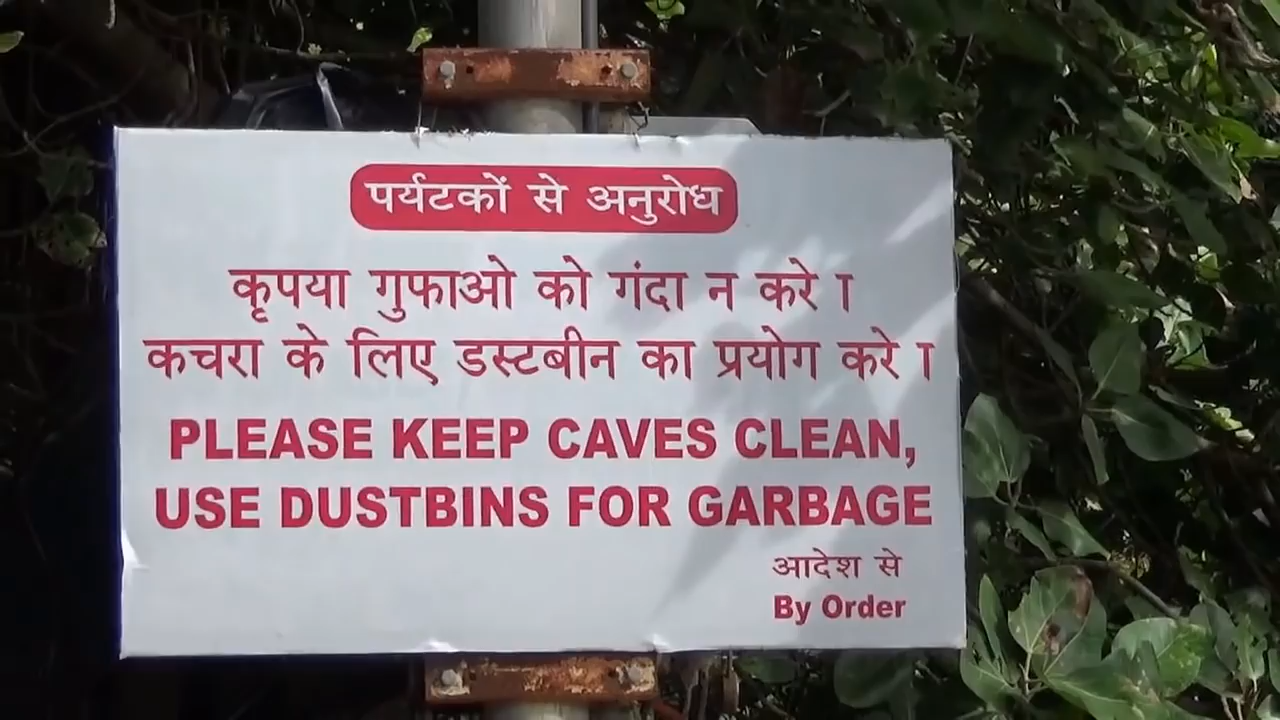 पर्यटकों से अनुरोध
कृपया गुफाओ को गंदा न करे ।
कचरा के लिए डस्टबीन का प्रयोग करे ।
PLEASE KEEP CAVES CLEAN,
USE DUSTBINS FOR GARBAGE
आदेश से
By Order